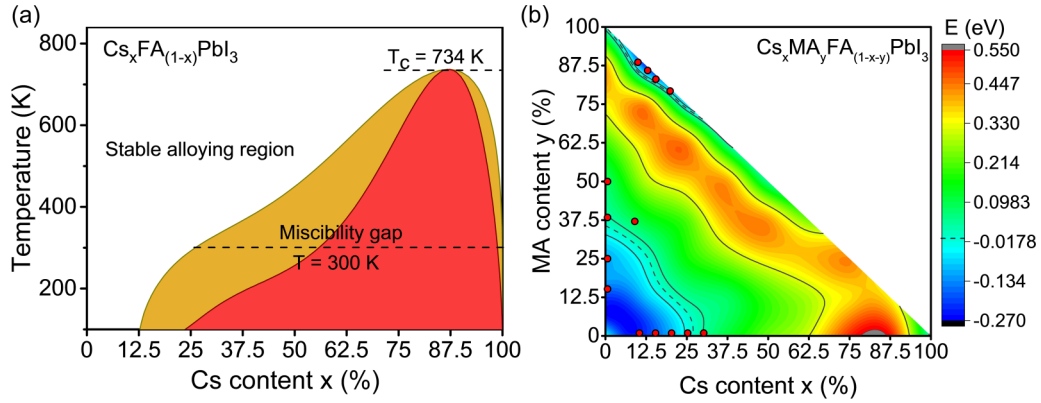 (a)
Cs_xFA_(1-x)PbI_3
T_C = 734 K
Stable alloying region
Miscibility gap
T = 300 K
800
600
400
200
Temperature (K)
0 12.5 25 37.5 50 62.5 75 87.5 100
Cs content x (%)
(b)
Cs_xMA_yFA_(1-x-y)PbI_3
100
87.5
75
62.5
50
37.5
25
12.5
0
MA content y (%)
0 12.5 25 37.5 50 62.5 75 87.5 100
Cs content x (%)
E (eV)
0.550
0.446
0.330
0.214
0.0983
-0.0178
-0.134
-0.270